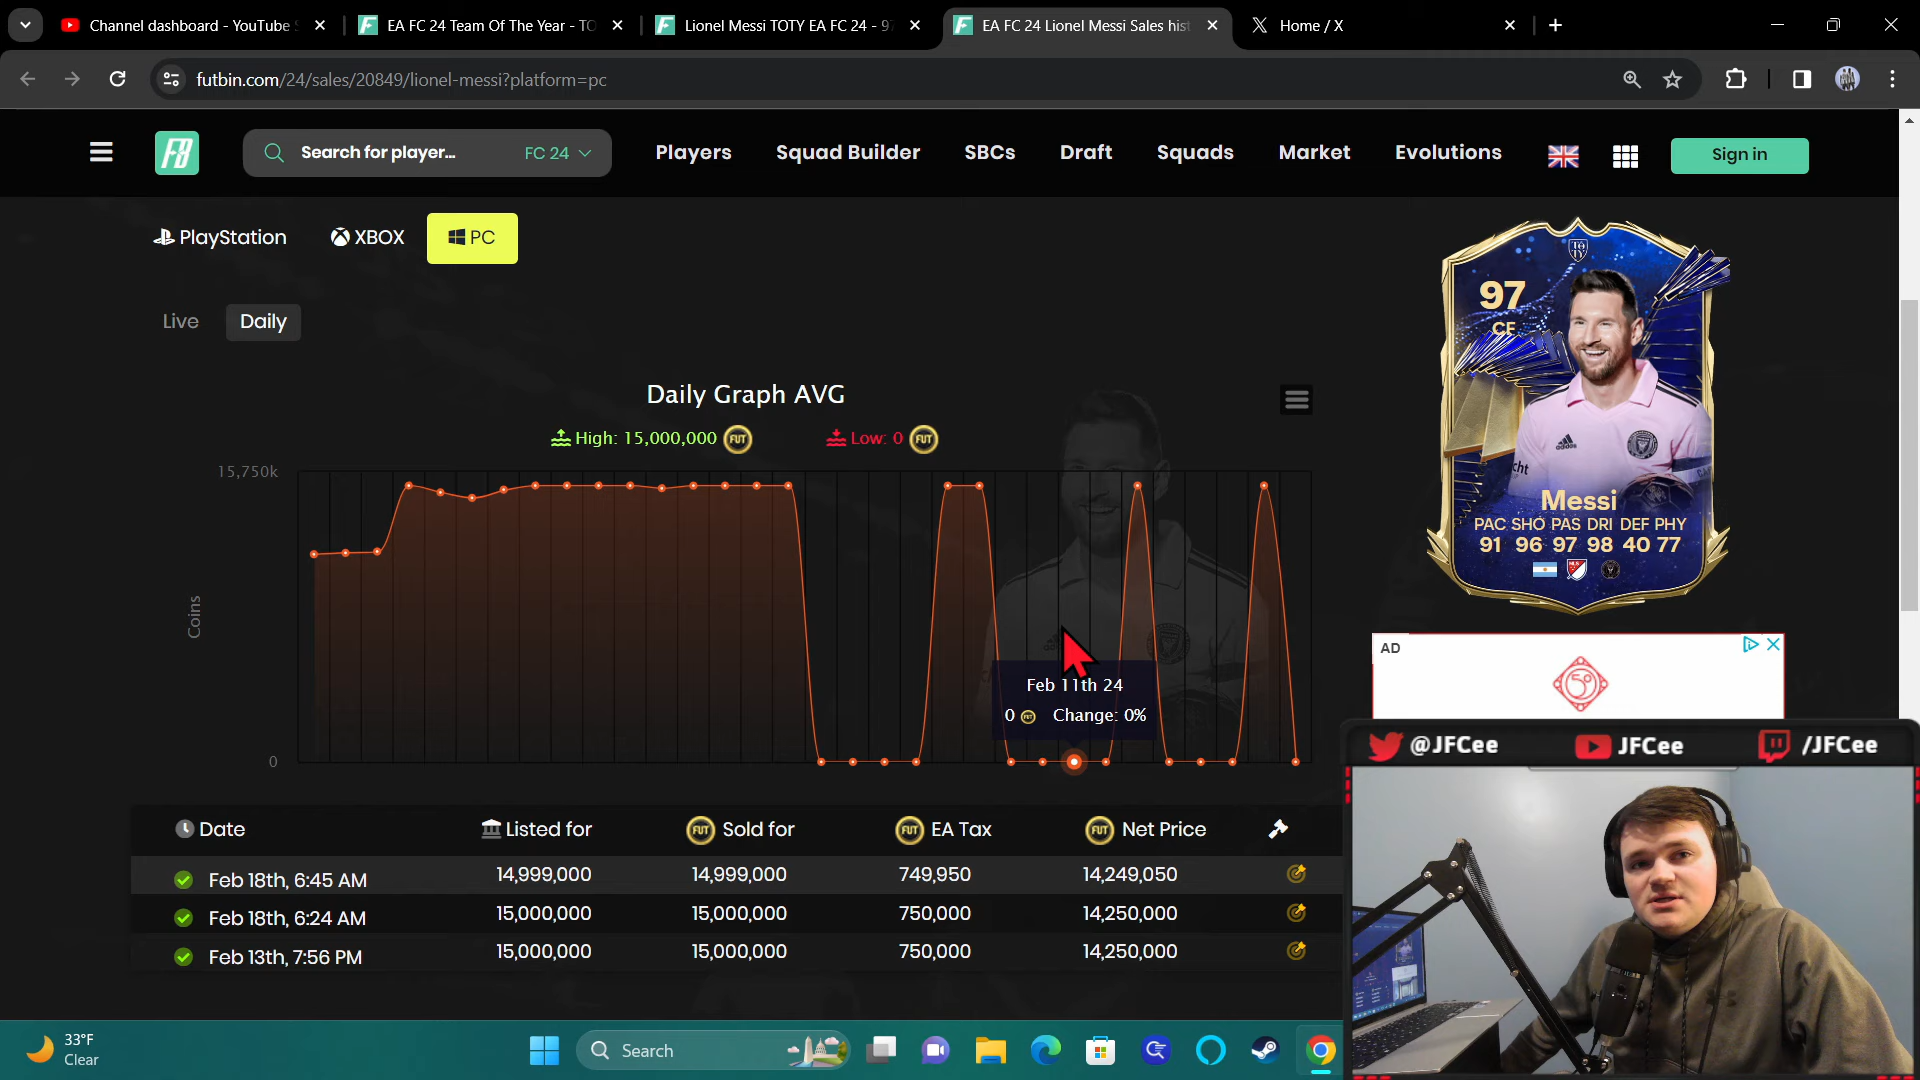 Channel dashboard - YouTube S
EA FC 24 Team Of The Year - TO
Lionel Messi TOTY EA FC 24 - 97
EA FC 24 Lionel Messi Sales hist
Home / X
futbin.com/24/sales/20849/lionel-messi?platform=pc
Search for player...
FC 24
Players
Squad Builder
SBCs
Draft
Squads
Market
Evolutions
Sign in
PlayStation
XBOX
PC
Live
Daily
Daily Graph AVG
High: 15,000,000 FUT
Low: 0 FUT
15,750k
Coins
0
Feb 11th 24
0 Change: 0%
97
CF
Messi
PAC SHO PAS DRI DEF PHY
91 96 97 98 40 77
AD
Date Listed for Sold for EA Tax Net Price
Feb 18th, 6:45 AM 14,999,000 14,999,000 749,950 14,249,050
Feb 18th, 6:24 AM 15,000,000 15,000,000 750,000 14,250,000
Feb 13th, 7:56 PM 15,000,000 15,000,000 750,000 14,250,000
@JFCee
JFCee
/JFCee
33°F
Clear
Search